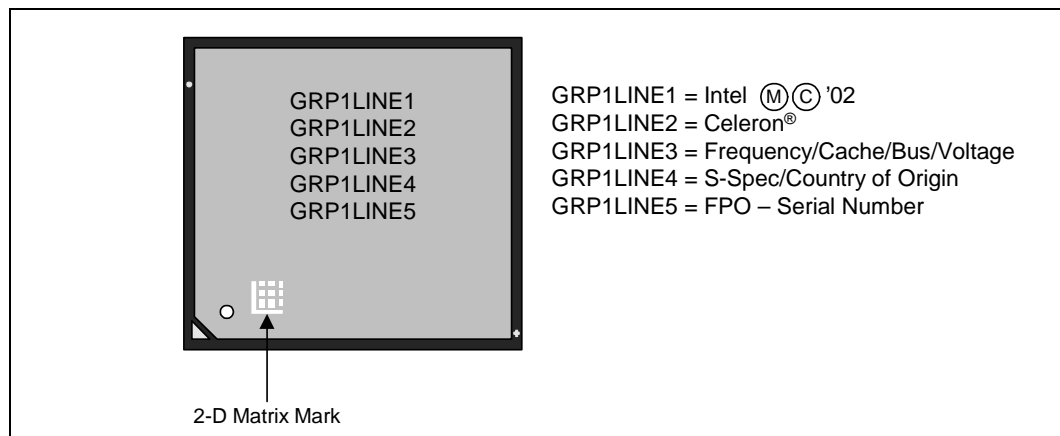 GRP1LINE1
GRP1LINE2
GRP1LINE3
GRP1LINE4
GRP1LINE5
GRP1LINE1 = Intel Ⓜ Ⓒ '02
GRP1LINE2 = Celeron®
GRP1LINE3 = Frequency/Cache/Bus/Voltage
GRP1LINE4 = S-Spec/Country of Origin
GRP1LINE5 = FPO – Serial Number
2-D Matrix Mark